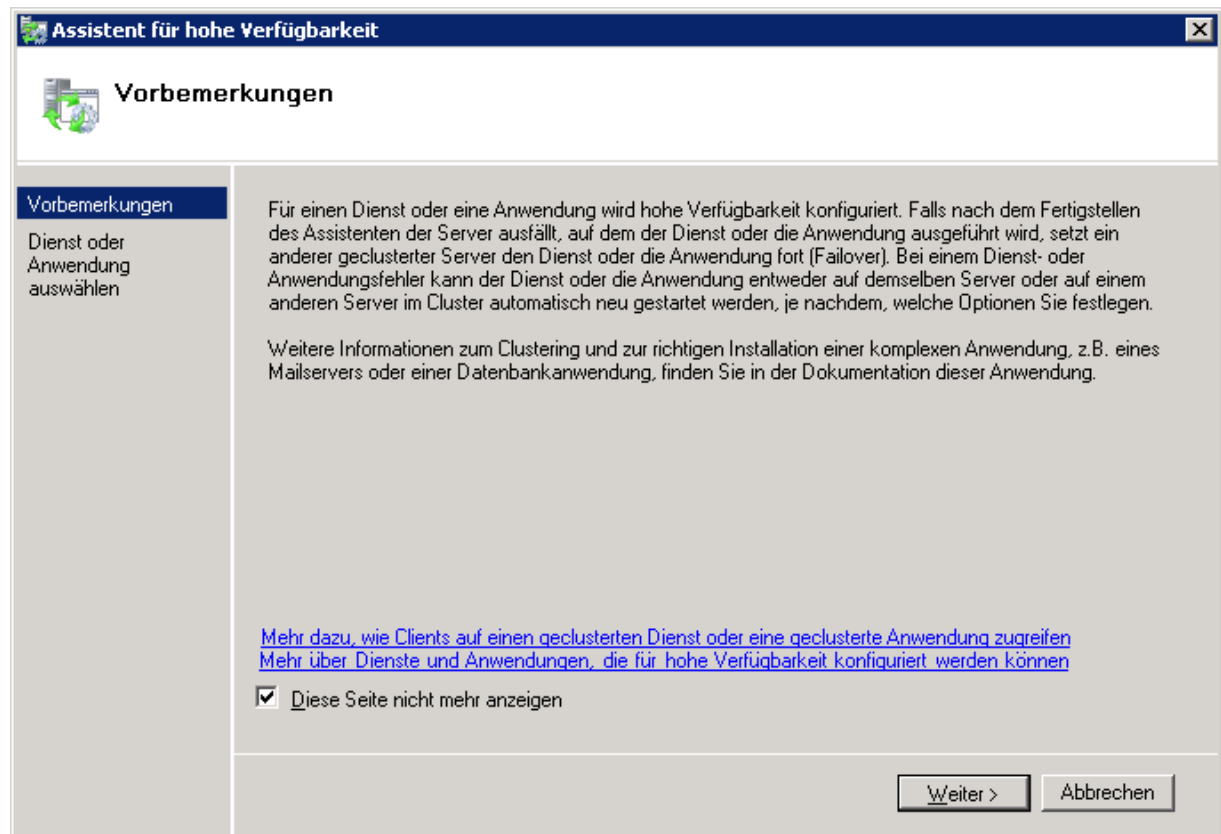 Assistent für hohe Verfügbarkeit
Vorbemerkungen
Vorbemerkungen
Dienst oder
Anwendung
auswählen
Für einen Dienst oder eine Anwendung wird hohe Verfügbarkeit konfiguriert. Falls nach dem Fertigstellen
des Assistenten der Server ausfällt, auf dem der Dienst oder die Anwendung ausgeführt wird, setzt ein
anderer geclusterter Server den Dienst oder die Anwendung fort (Failover). Bei einem Dienst- oder
Anwendungsfehler kann der Dienst oder die Anwendung entweder auf demselben Server oder auf einem
anderen Server im Cluster automatisch neu gestartet werden, je nachdem, welche Optionen Sie festlegen.
Weitere Informationen zum Clustering und zur richtigen Installation einer komplexen Anwendung, z.B. eines
Mailservers oder einer Datenbankanwendung, finden Sie in der Dokumentation dieser Anwendung.
Mehr dazu, wie Clients auf einen geclusterten Dienst oder eine geclusterte Anwendung zugreifen
Mehr über Dienste und Anwendungen, die für hohe Verfügbarkeit konfiguriert werden können
Diese Seite nicht mehr anzeigen
Weiter >
Abbrechen